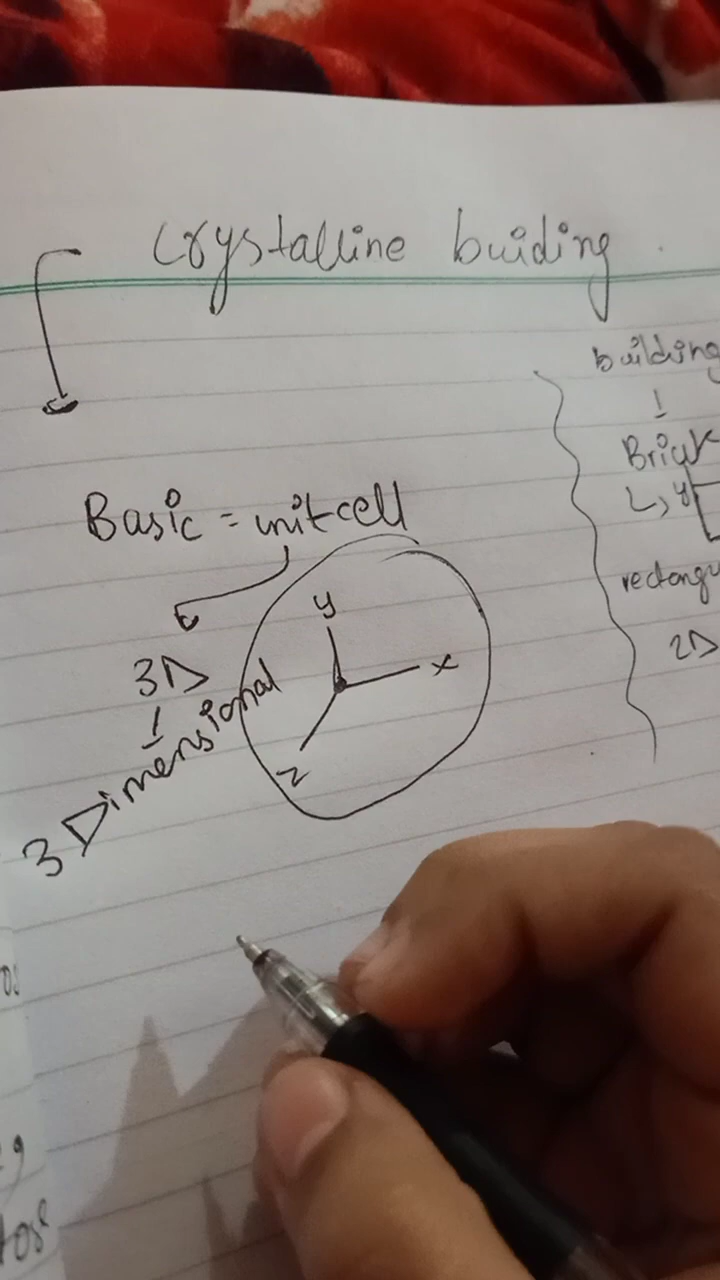 Crystalline buiding
Basic = unit cell
3D
3 Dimensional
y
x
z
building
Brick
y
rectangu
2D